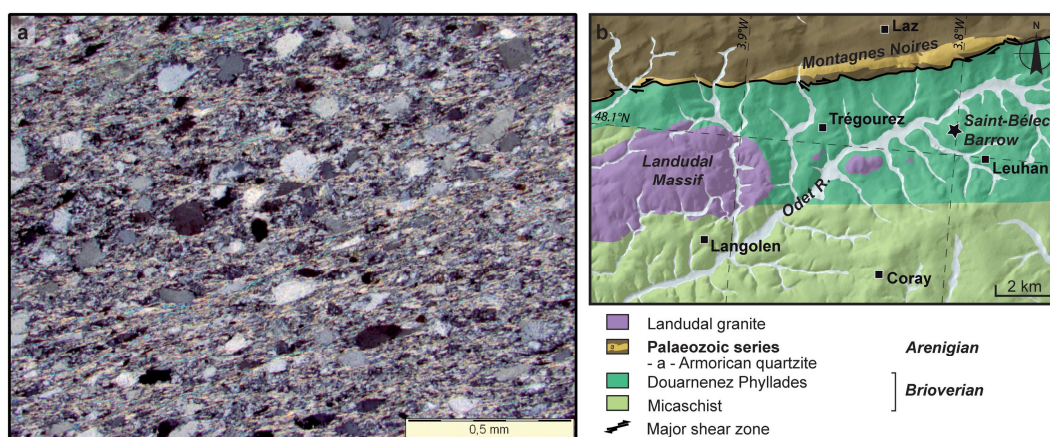 a
0,5 mm
b
Laz
3.9°W
3.8°W
N
Montagnes Noires
48.1°N
Trégourez
Saint-Bélec
Barrow
Leuhan
Landudal
Massif
Odet R.
Langolen
Coray
2 km
Landudal granite
a
Palaeozoic series
- a - Armorican quartzite
Arenigian
Douarnenez Phyllades
Micaschist
Brioverian
Major shear zone